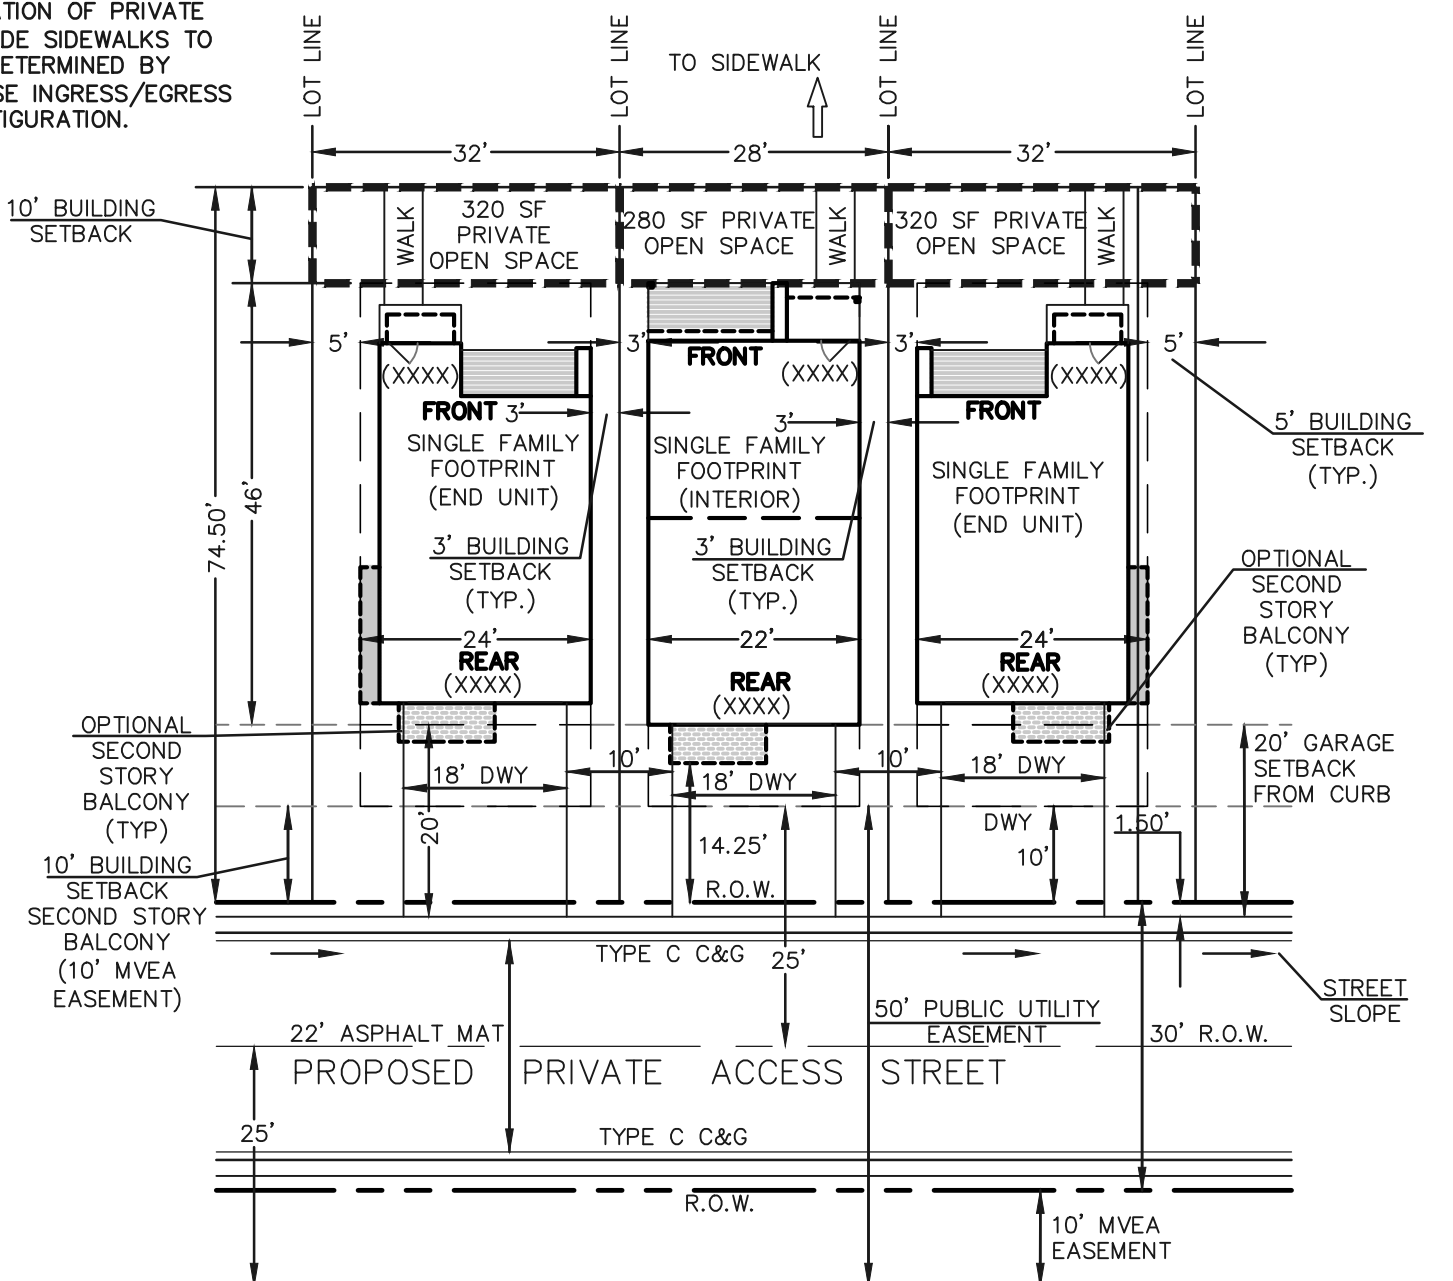 TION OF PRIVATE
DE SIDEWALKS TO
ETERMINED BY
SE INGRESS/EGRESS
FIGURATION.
LOT LINE
LOT LINE
LOT LINE
LOT LINE
TO SIDEWALK
32'
28'
32'
10' BUILDING
SETBACK
WALK
320 SF
PRIVATE
OPEN SPACE
280 SF PRIVATE
OPEN SPACE
WALK
320 SF PRIVATE
OPEN SPACE
WALK
5'
3'
3'
5'
FRONT
(XXXX)
(XXXX)
(XXXX)
FRONT
3'
3'
FRONT
SINGLE FAMILY
FOOTPRINT
(END UNIT)
SINGLE FAMILY
FOOTPRINT
(INTERIOR)
SINGLE FAMILY
FOOTPRINT
(END UNIT)
5' BUILDING
SETBACK
(TYP.)
74.50'
46'
3' BUILDING
SETBACK
(TYP.)
3' BUILDING
SETBACK
(TYP.)
OPTIONAL
SECOND
STORY
BALCONY
(TYP)
24'
22'
24'
REAR
(XXXX)
REAR
(XXXX)
REAR
(XXXX)
OPTIONAL
SECOND
STORY
BALCONY
(TYP)
10'
10'
18' DWY
18' DWY
18' DWY
20' GARAGE
SETBACK
FROM CURB
20'
14.25'
DWY
1.50'
10'
10' BUILDING
SETBACK
SECOND STORY
BALCONY
(10' MVEA
EASEMENT)
R.O.W.
TYPE C C&G
25'
STREET
SLOPE
50' PUBLIC UTILITY
EASEMENT
22' ASPHALT MAT
30' R.O.W.
PROPOSED PRIVATE ACCESS STREET
25'
TYPE C C&G
R.O.W.
10' MVEA
EASEMENT